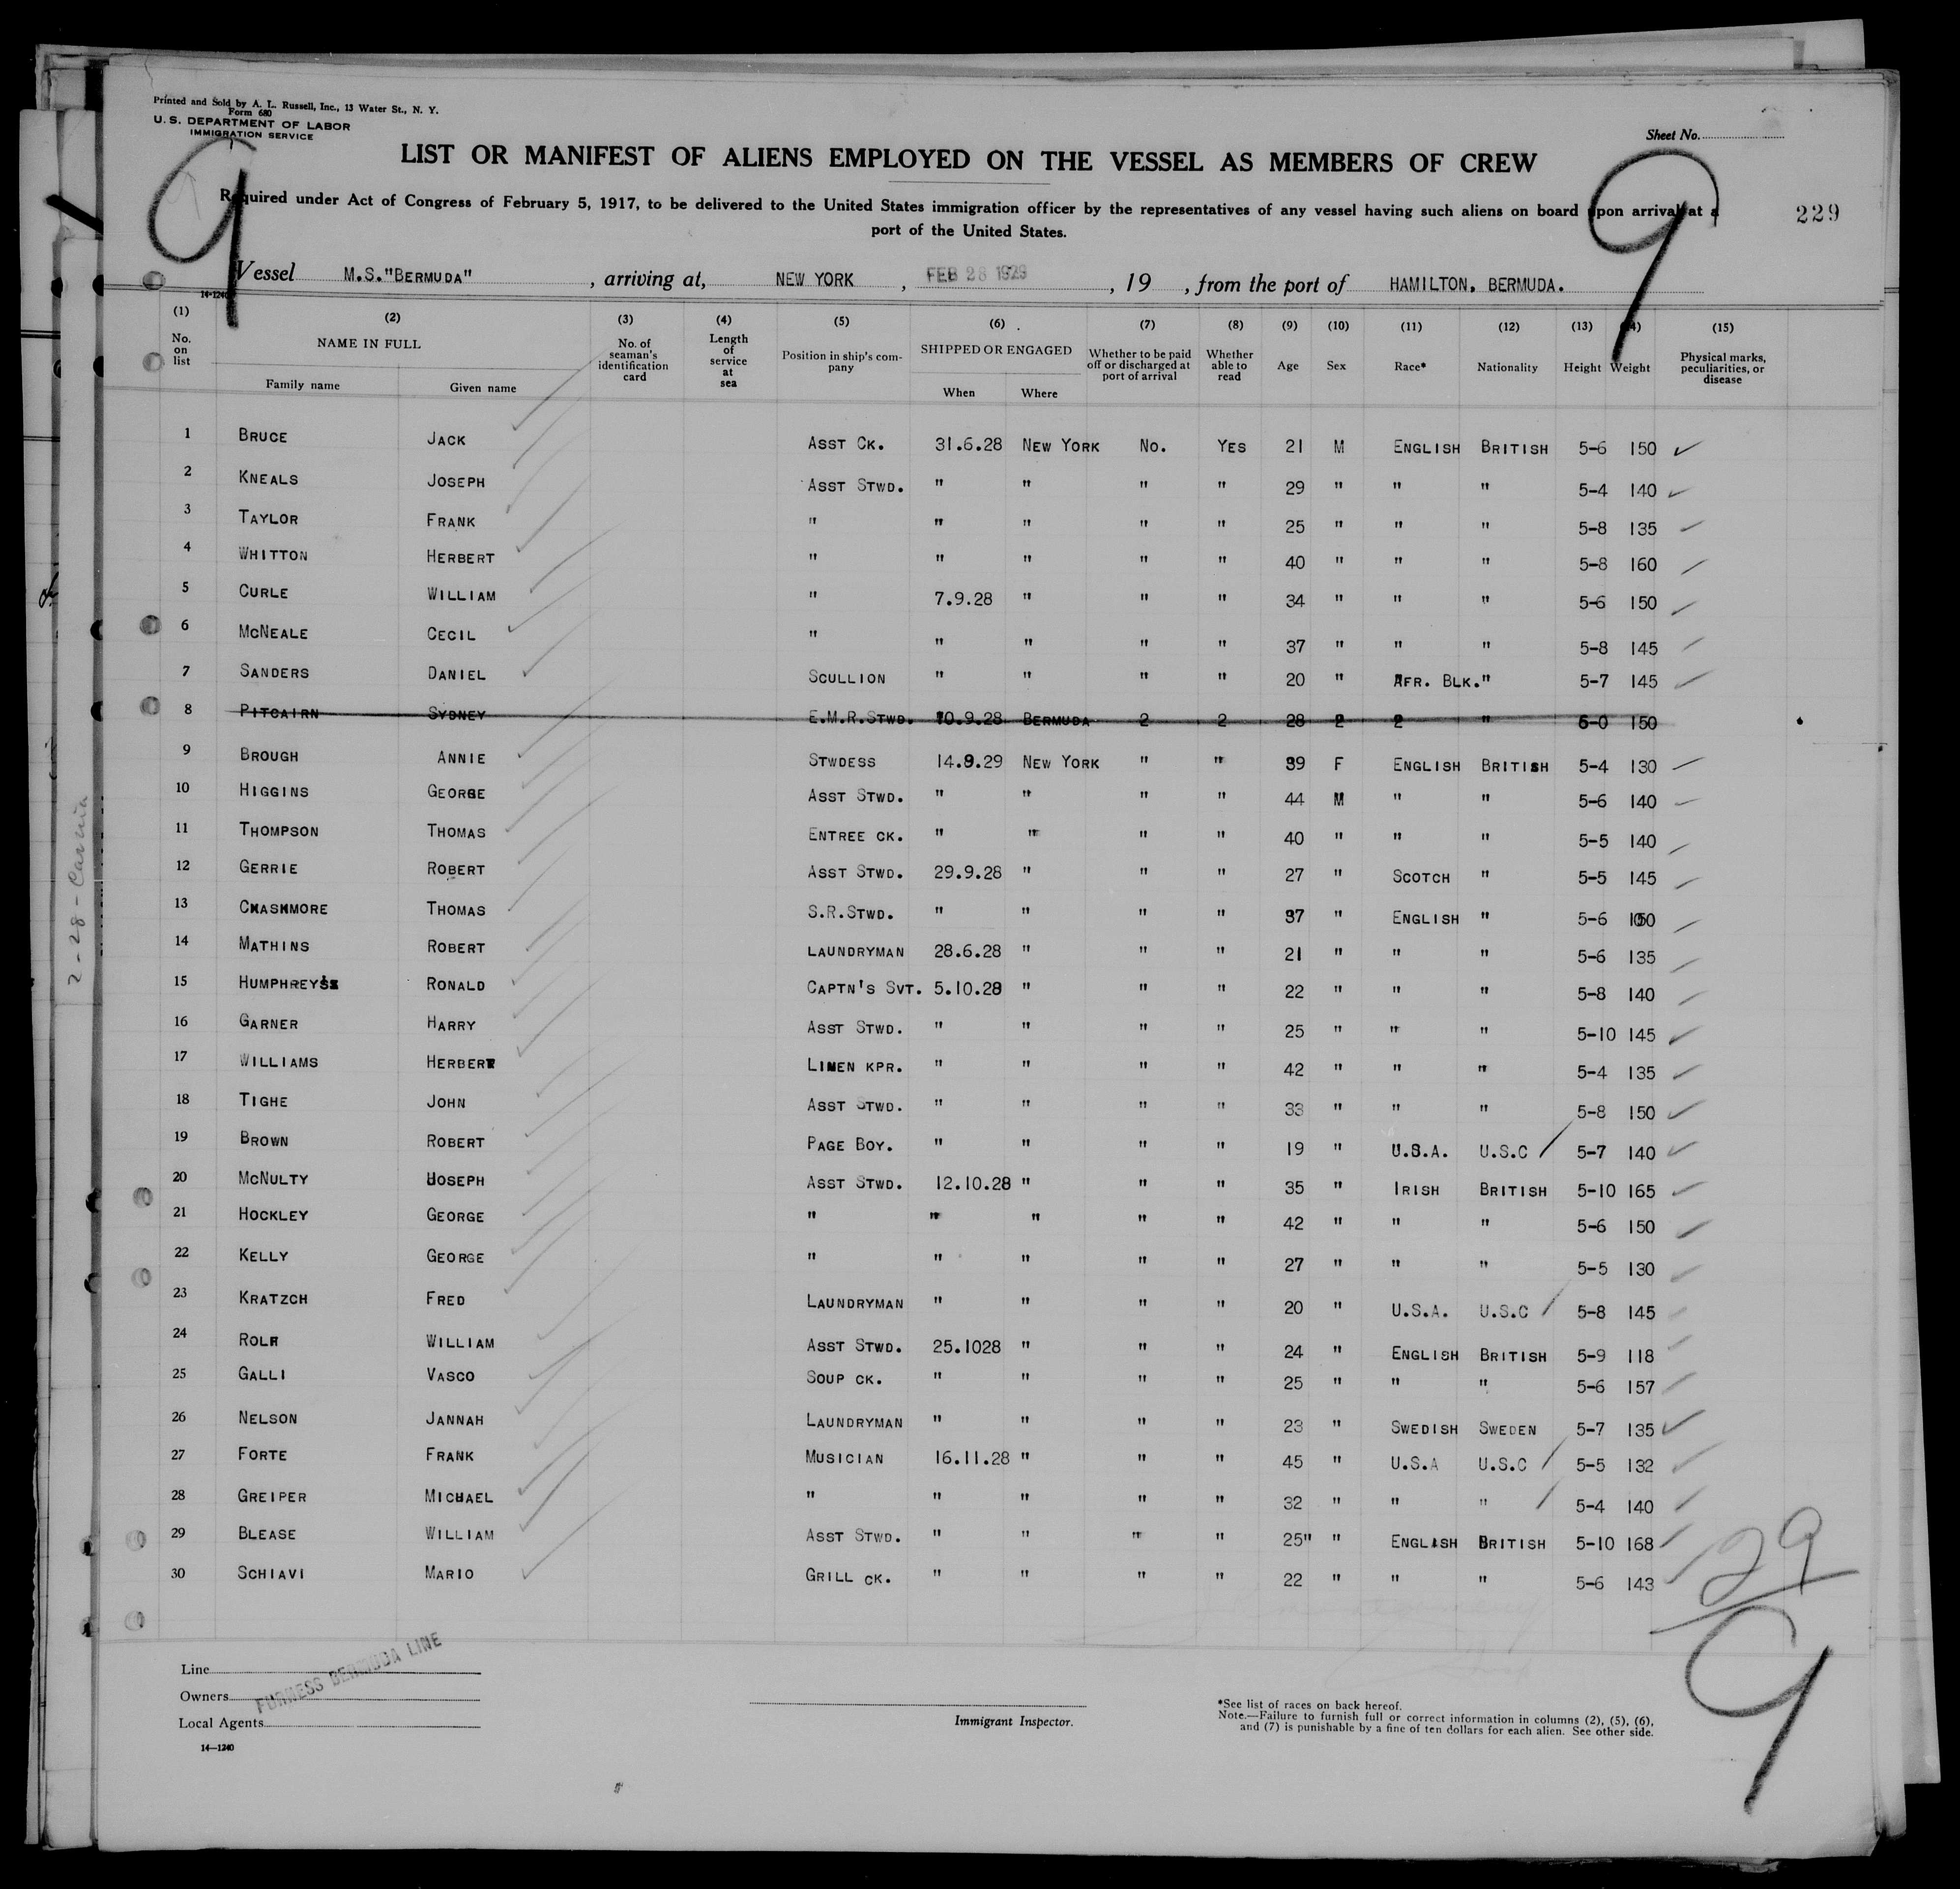 Printed and Sold by A. L. Russell, Inc., 13 Water St., N. Y.
Form 680
U. S. DEPARTMENT OF LABOR
IMMIGRATION SERVICE
Sheet No.
LIST OR MANIFEST OF ALIENS EMPLOYED ON THE VESSEL AS MEMBERS OF CREW
9 9
Required under Act of Congress of February 5, 1917, to be delivered to the United States immigration officer by the representatives of any vessel having such aliens on board upon arrival at a
port of the United States.
229
Vessel M.S."BERMUDA" , arriving at, NEW YORK , FEB 28 1929 , 19 , from the port of HAMILTON, BERMUDA.
14-1240
(1) (2) (3) (4) (5) (6) (7) (8) (9) (10) (11) (12) (13) (14) (15)
No. on list NAME IN FULL No. of seaman's identification card Length of service at sea Position in ship's company SHIPPED OR ENGAGED Whether to be paid off or discharged at port of arrival Whether able to read Age Sex Race* Nationality Height Weight Physical marks, peculiarities, or disease
Family name Given name When Where
1 BRUCE JACK ASST CK. 31.6.28 NEW YORK No. YES 21 M ENGLISH BRITISH 5-6 150
2 KNEALS JOSEPH ASST STWD. " " " " 29 " " " 5-4 140
3 TAYLOR FRANK " " " " " 25 " " " 5-8 135
4 WHITTON HERBERT " " " " " 40 " " " 5-8 160
5 CURLE WILLIAM " 7.9.28 " " " 34 " " " 5-6 150
6 MCNEALE CECIL " " " " " 37 " " " 5-8 145
7 SANDERS DANIEL SCULLION " " " " 20 " AFR. BLK." 5-7 145
8 PITCAIRN SYDNEY E.M.R.STWD. 10.9.28 BERMUDA 2 2 28 2 2 " 6-0 150
9 BROUGH ANNIE STWDESS 14.9.29 NEW YORK " " 39 F ENGLISH BRITISH 5-4 130
10 HIGGINS GEORGE ASST STWD. " " " " 44 M " " 5-6 140
11 THOMPSON THOMAS ENTREE CK. " " " " 40 " " " 5-5 140
12 GERRIE ROBERT ASST STWD. 29.9.28 " " " 27 " SCOTCH " 5-5 145
13 CKASHMORE THOMAS S.R.STWD. " " " " 37 " ENGLISH " 5-6 150
14 MATHINS ROBERT LAUNDRYMAN 28.6.28 " " " 21 " " " 5-6 135
15 HUMPHREYS RONALD CAPTN'S SVT. 5.10.28 " " " 22 " " " 5-8 140
16 GARNER HARRY ASST STWD. " " " " 25 " " " 5-10 145
17 WILLIAMS HERBERT LINEN KPR. " " " " 42 " " " 5-4 135
18 TIGHE JOHN ASST STWD. " " " " 33 " " " 5-8 150
19 BROWN ROBERT PAGE BOY. " " " " 19 " U.S.A. U.S.C 5-7 140
20 MCNULTY JOSEPH ASST STWD. 12.10.28 " " " 35 " IRISH BRITISH 5-10 165
21 HOCKLEY GEORGE " " " " " 42 " " " 5-6 150
22 KELLY GEORGE " " " " " 27 " " " 5-5 130
23 KRATZCH FRED LAUNDRYMAN " " " " 20 " U.S.A. U.S.C 5-8 145
24 ROLR WILLIAM ASST STWD. 25.1028 " " " 24 " ENGLISH BRITISH 5-9 118
25 GALLI VASCO SOUP CK. " " " " 25 " " " 5-6 157
26 NELSON JANNAH LAUNDRYMAN " " " " 23 " SWEDISH SWEDEN 5-7 135
27 FORTE FRANK MUSICIAN 16.11.28 " " " 45 " U.S.A U.S.C 5-5 132
28 GREIPER MICHAEL " " " " " 32 " " " 5-4 140
29 BLEASE WILLIAM ASST STWD. " " " " 25" " ENGLISH BRITISH 5-10 168
30 SCHIAVI MARIO GRILL CK. " " " " 22 " " " 5-6 143
29
9
2-28-
Line
Owners
Local Agents
FURNESS BERMUDA LINE
14—1240
Immigrant Inspector.
*See list of races on back hereof.
Note.—Failure to furnish full or correct information in columns (2), (5), (6),
and (7) is punishable by a fine of ten dollars for each alien. See other side.